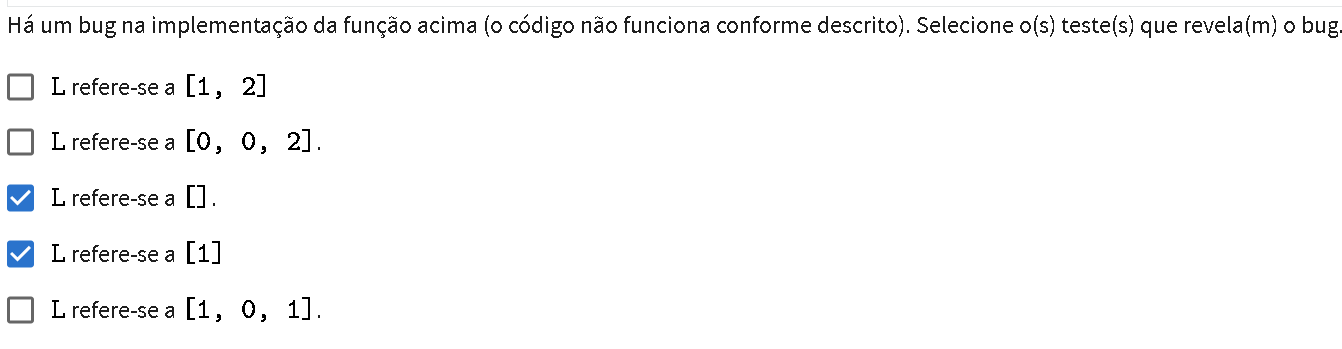 Há um bug na implementação da função acima (o código não funciona conforme descrito). Selecione o(s) teste(s) que revela(m) o bug.
L refere-se a [1, 2]
L refere-se a [0, 0, 2].
L refere-se a [].
L refere-se a [1]
L refere-se a [1, 0, 1].